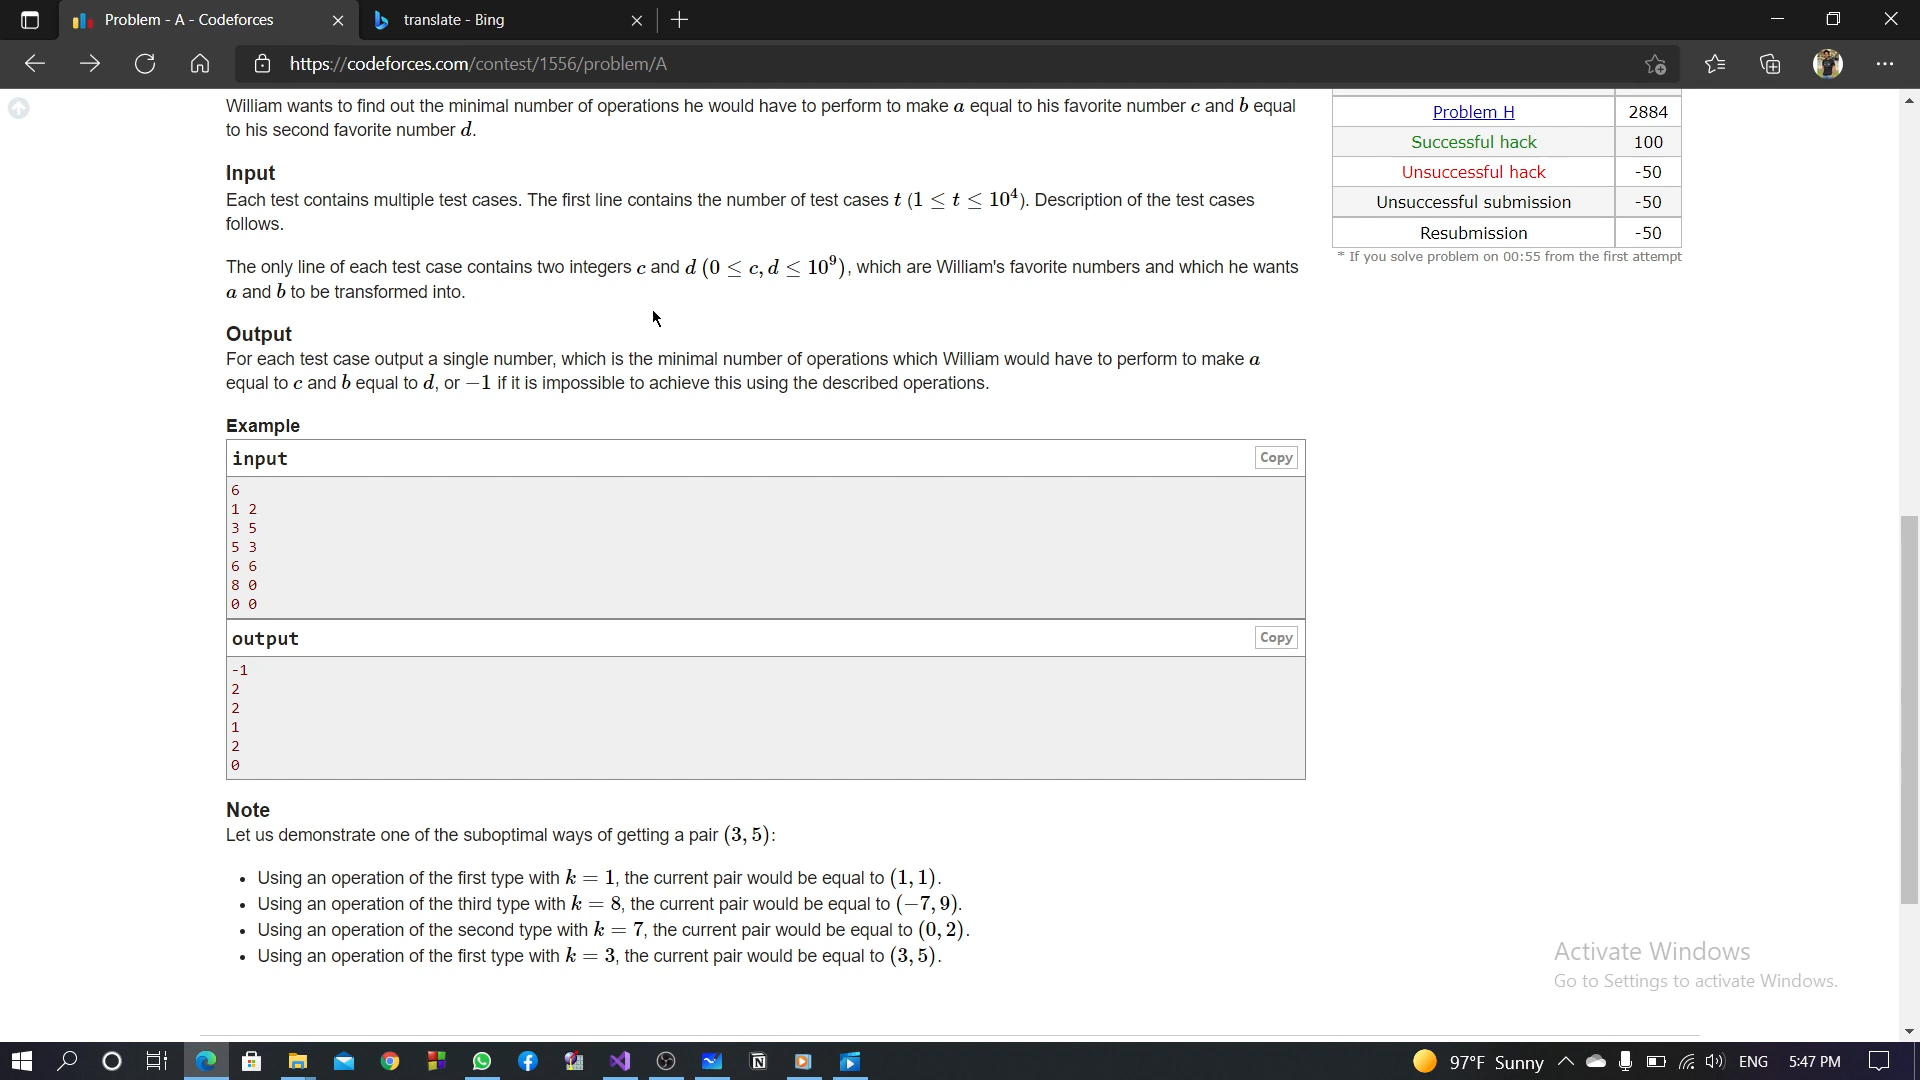 Problem - A - Codeforces
translate - Bing
https://codeforces.com/contest/1556/problem/A
William wants to find out the minimal number of operations he would have to perform to make a equal to his favorite number c and b equal
to his second favorite number d.
Input
Each test contains multiple test cases. The first line contains the number of test cases t (1 ≤ t ≤ 10⁴). Description of the test cases
follows.
The only line of each test case contains two integers c and d (0 ≤ c, d ≤ 10⁹), which are William's favorite numbers and which he wants
a and b to be transformed into.
Output
For each test case output a single number, which is the minimal number of operations which William would have to perform to make a
equal to c and b equal to d, or −1 if it is impossible to achieve this using the described operations.
Example
input
Copy
6
1 2
3 5
5 3
6 6
8 0
0 0
output
Copy
-1
2
2
1
2
0
Note
Let us demonstrate one of the suboptimal ways of getting a pair (3, 5):
• Using an operation of the first type with k = 1, the current pair would be equal to (1, 1).
• Using an operation of the third type with k = 8, the current pair would be equal to (−7, 9).
• Using an operation of the second type with k = 7, the current pair would be equal to (0, 2).
• Using an operation of the first type with k = 3, the current pair would be equal to (3, 5).
Problem H 2884
Successful hack 100
Unsuccessful hack -50
Unsuccessful submission -50
Resubmission -50
* If you solve problem on 00:55 from the first attempt
Activate Windows
Go to Settings to activate Windows.
97°F Sunny
ENG
5:47 PM